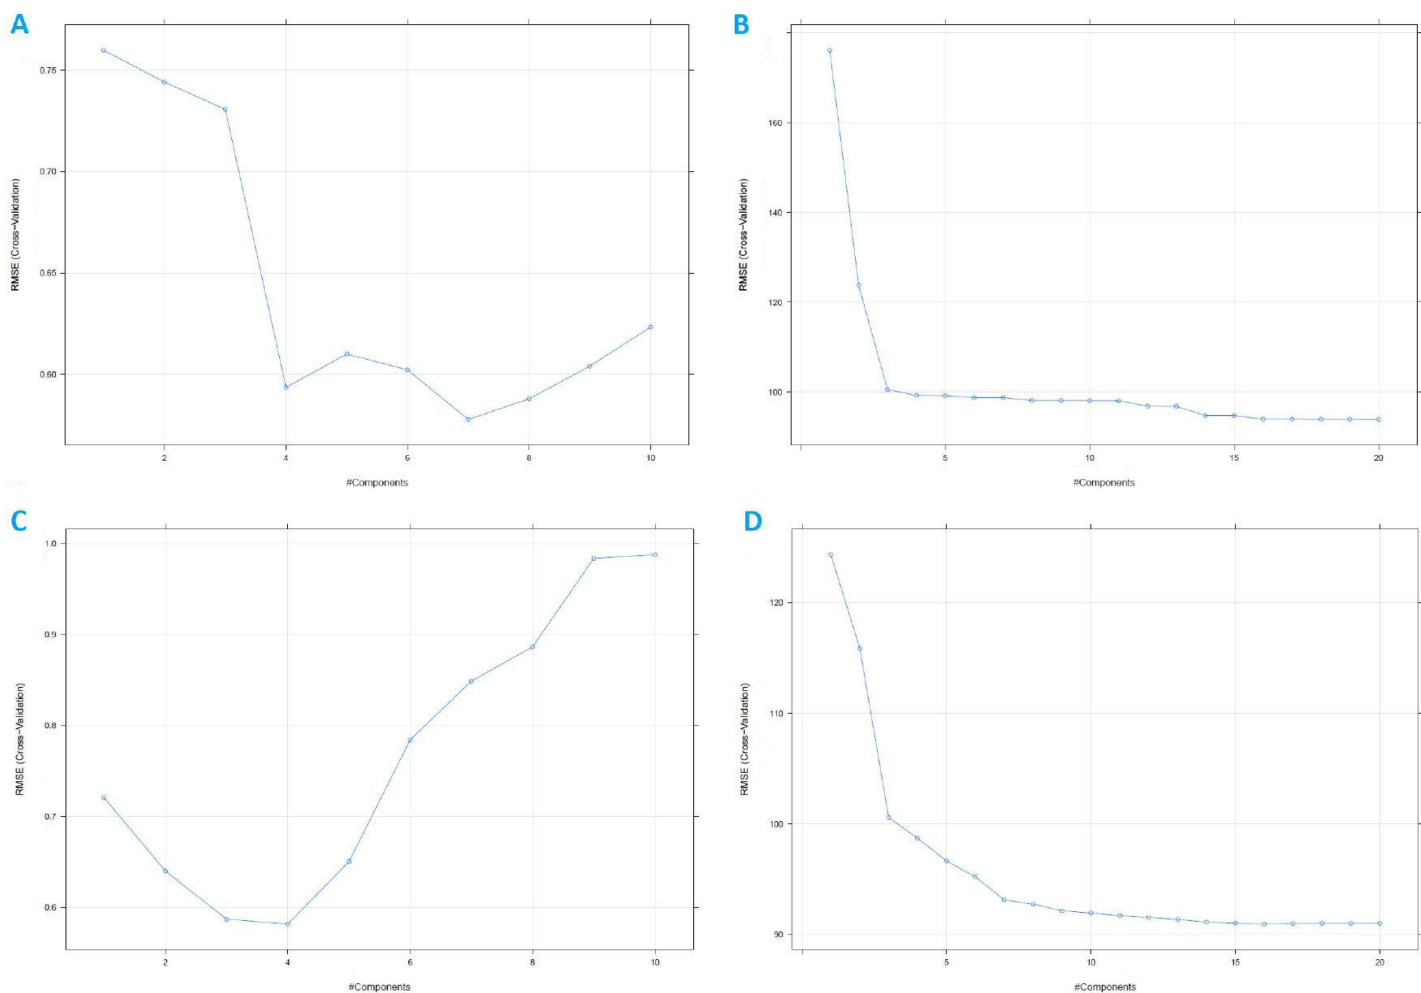 A
0.75
0.70
0.65
0.60
RMSE (Cross-Validation)
2
4
6
8
10
#Components
B
160
140
120
100
RMSE (Cross-Validation)
5
10
15
20
#Components
C
1.0
0.9
0.8
0.7
0.6
RMSE (Cross-Validation)
2
4
6
8
10
#Components
D
120
110
100
90
RMSE (Cross-Validation)
5
10
15
20
#Components